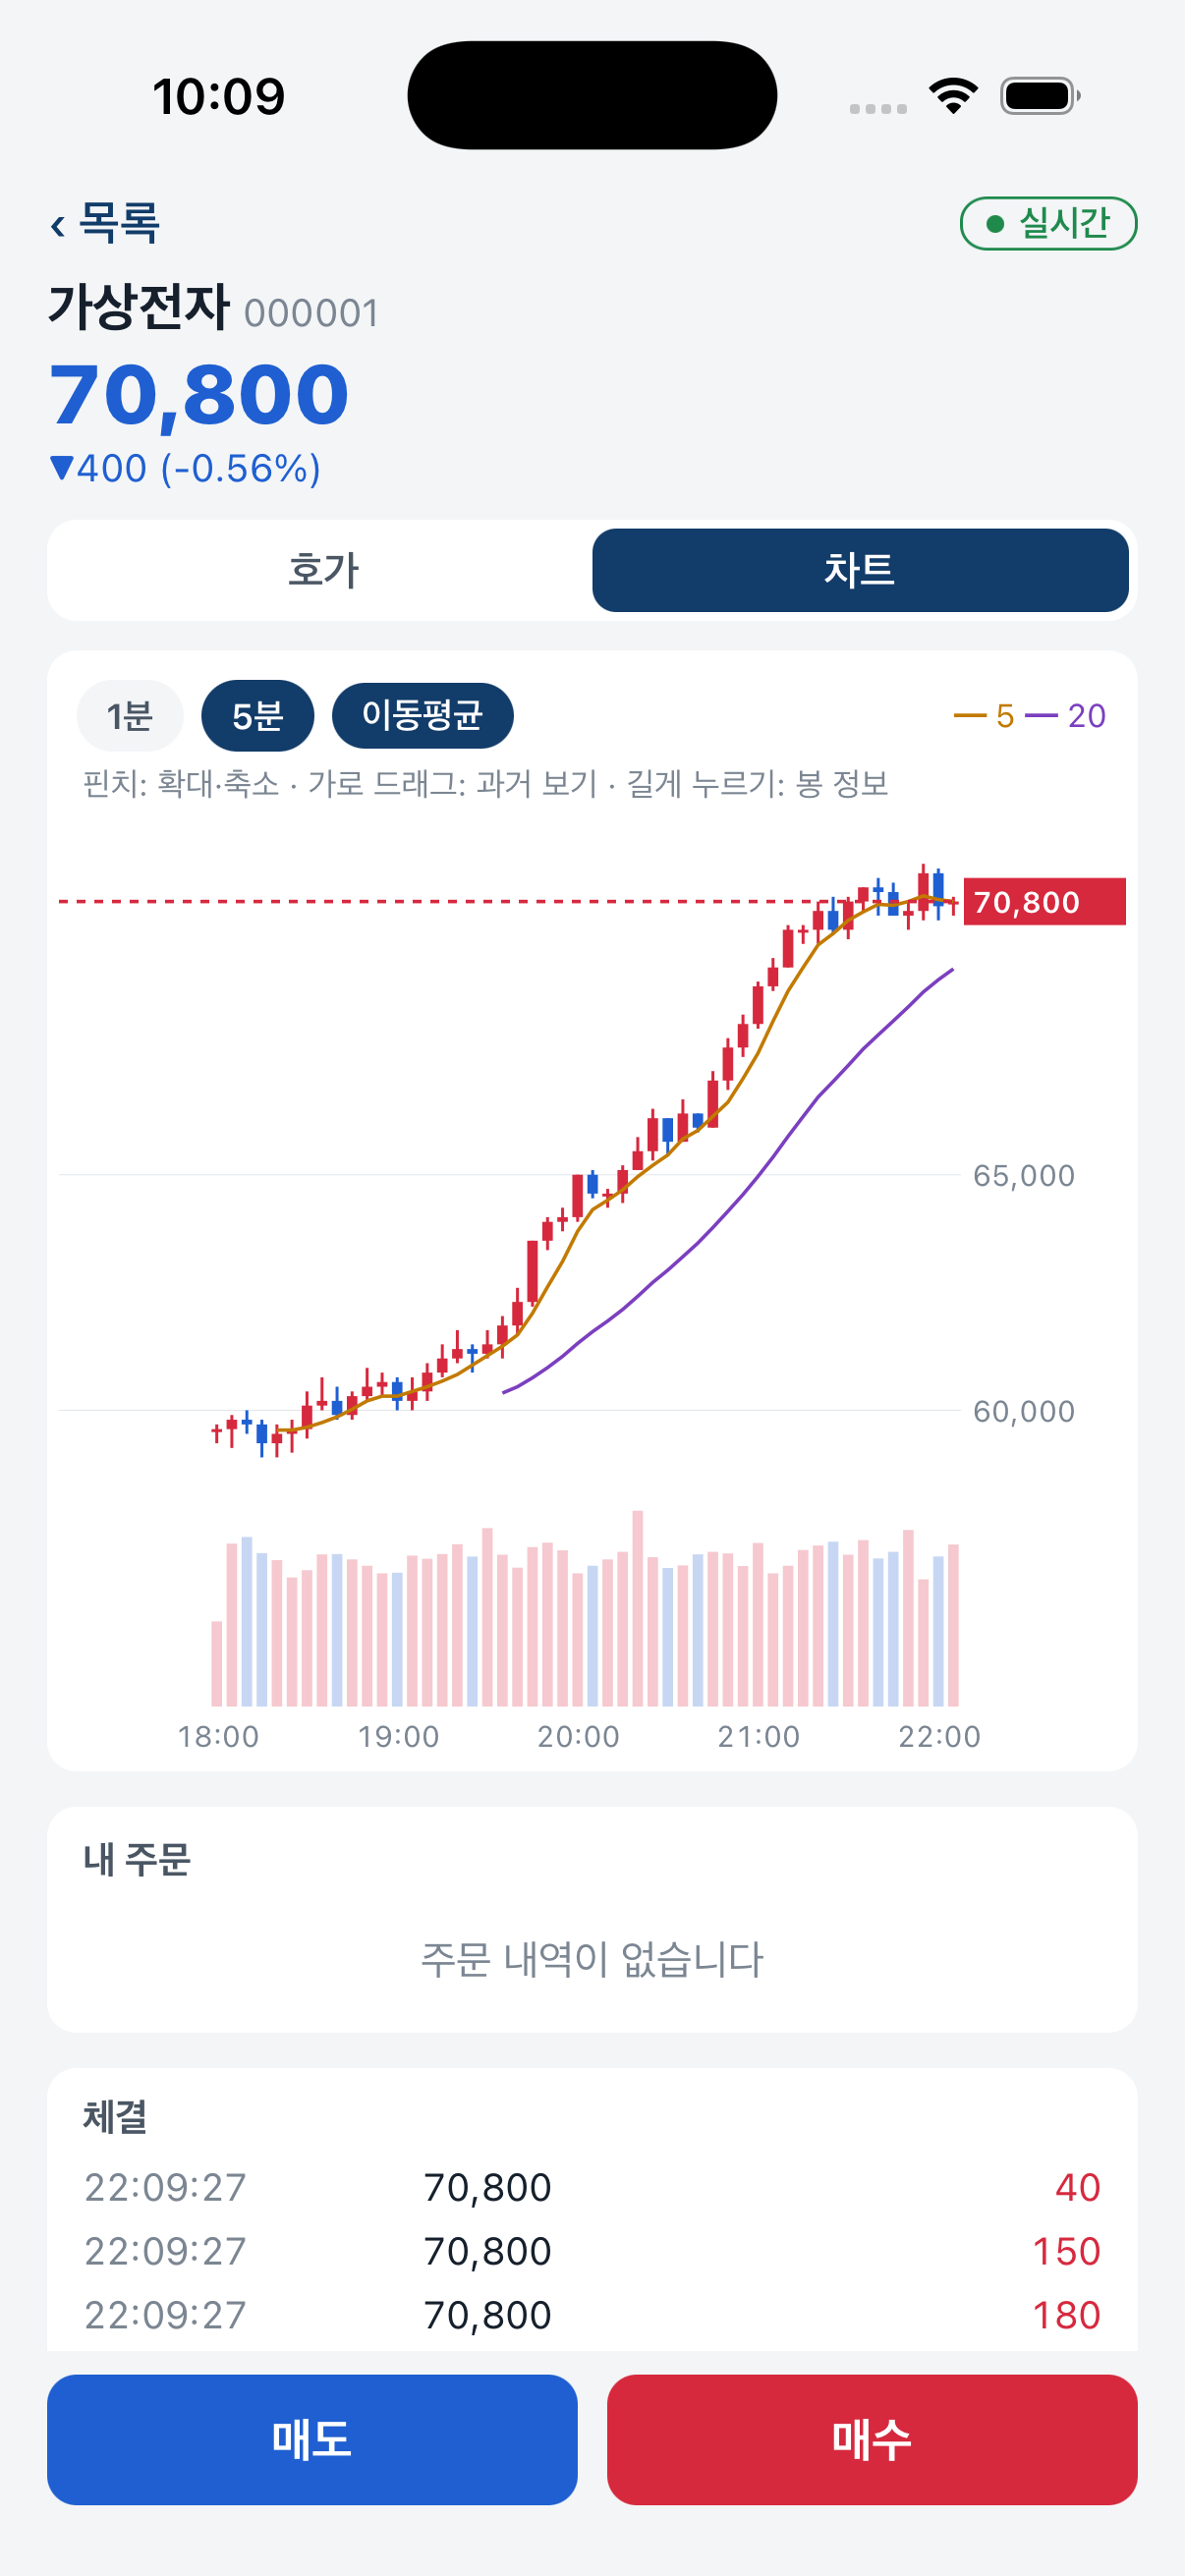 10:09
‹ 목록
실시간
가상전자 000001
70,800
▼400 (-0.56%)
호가 차트
1분 5분 이동평균 5 20
핀치: 확대·축소 · 가로 드래그: 과거 보기 · 길게 누르기: 봉 정보
70,800
65,000
60,000
18:00 19:00 20:00 21:00 22:00
내 주문
주문 내역이 없습니다
체결
22:09:27 70,800 40
22:09:27 70,800 150
22:09:27 70,800 180
매도 매수